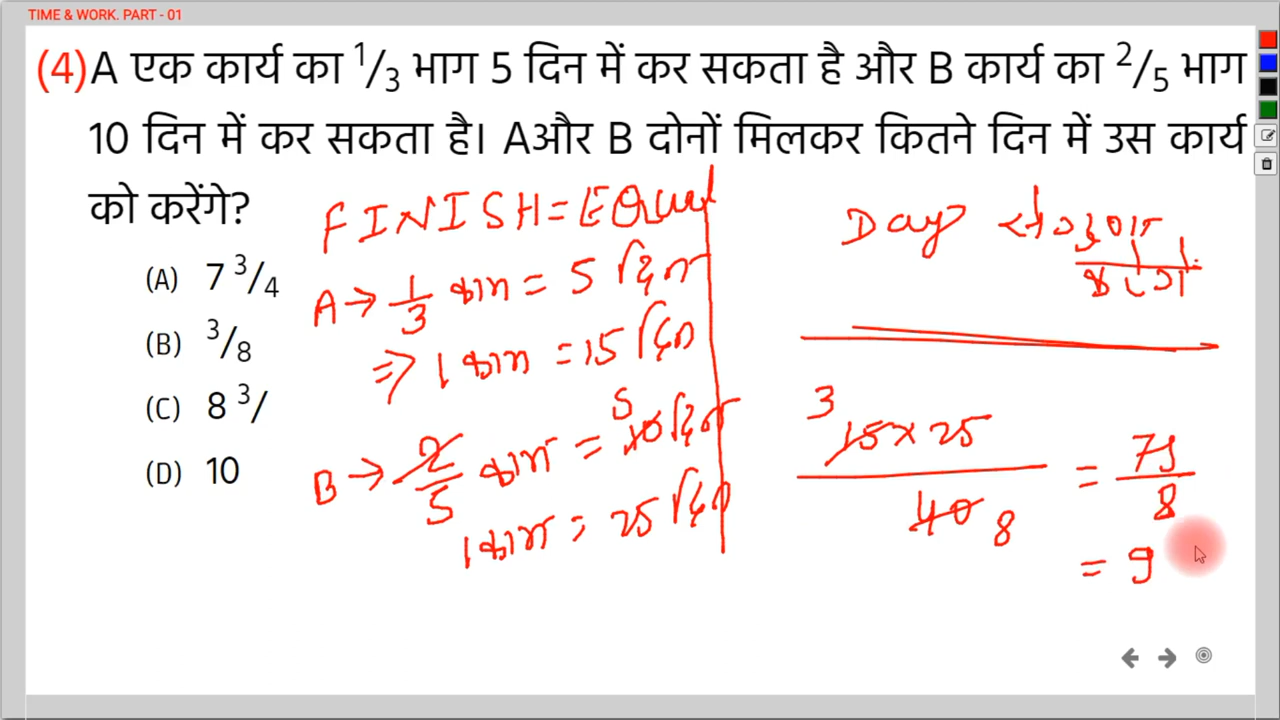 TIME & WORK. PART - 01
(4) A एक कार्य का 1/3 भाग 5 दिन में कर सकता है और B कार्य का 2/5 भाग
10 दिन में कर सकता है। A और B दोनों मिलकर कितने दिन में उस कार्य
को करेंगे?
(A) 7 3/4
(B) 3/8
(C) 8 3/
(D) 10
FINISH = EQual
A → 1/3 काम = 5 दिन
⇒ 1 काम = 15 दिन
B → 2/5 काम = 10 5 दिन
1 काम = 25 दिन
Day
3
15 x 25
40 8
= 75/8
= 9